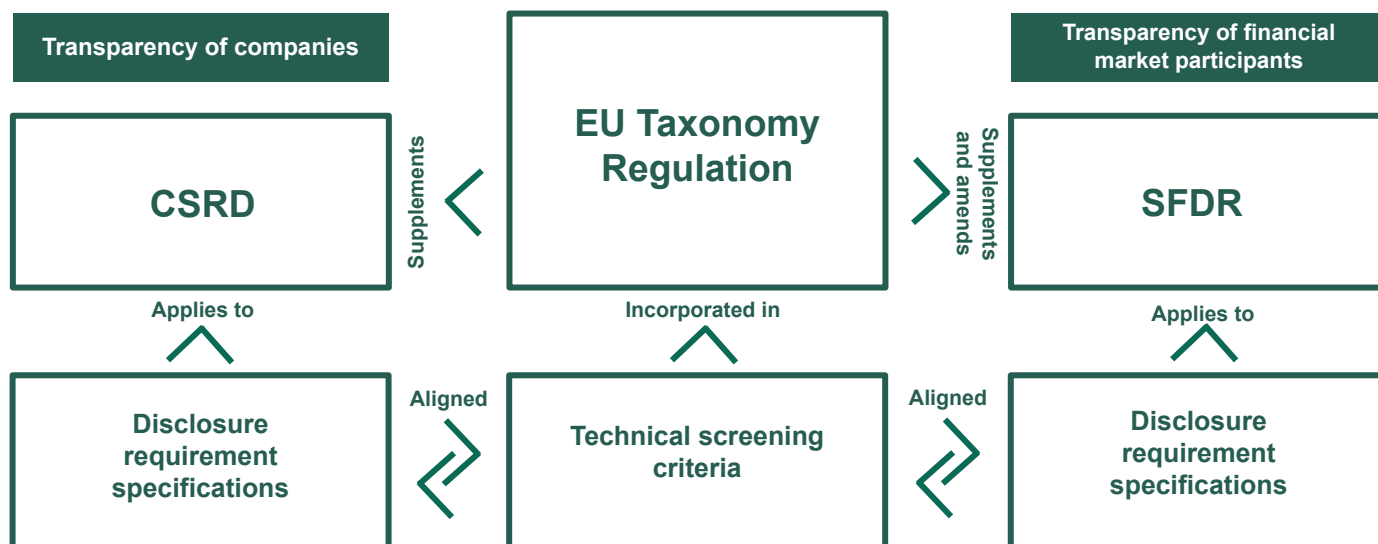 Transparency of companies
Transparency of financial
market participants
EU Taxonomy
Regulation
CSRD
Supplements
Supplements
and amends
SFDR
Applies to
Incorporated in
Applies to
Disclosure
requirement
specifications
Aligned
Technical screening
criteria
Aligned
Disclosure
requirement
specifications